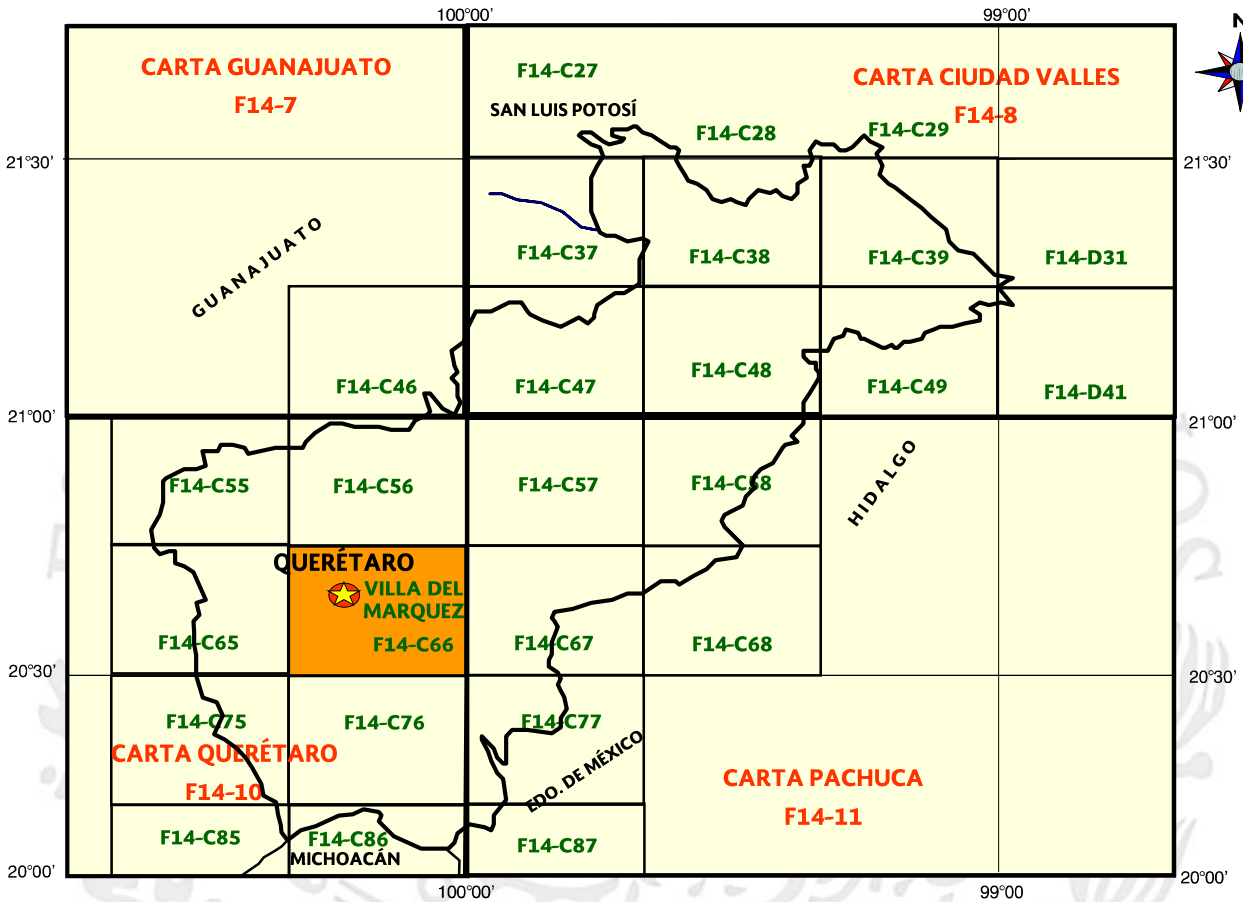 100°00'
99°00'
N
CARTA GUANAJUATO
F14-7
F14-C27
CARTA CIUDAD VALLES
F14-8
SAN LUIS POTOSÍ
F14-C28
F14-C29
21°30'
21°30'
GUANAJUATO
F14-C37
F14-C38
F14-C39
F14-D31
F14-C46
F14-C47
F14-C48
F14-C49
F14-D41
21°00'
21°00'
HIDALGO
F14-C55
F14-C56
F14-C57
F14-C58
QUERÉTARO
VILLA DEL
MARQUEZ
F14-C65
F14-C66
F14-C67
F14-C68
20°30'
20°30'
F14-C75
F14-C76
F14-C77
CARTA QUERÉTARO
F14-10
EDO. DE MÉXICO
CARTA PACHUCA
F14-11
F14-C85
F14-C86
F14-C87
MICHOACÁN
20°00'
20°00'
100°00'
99°00